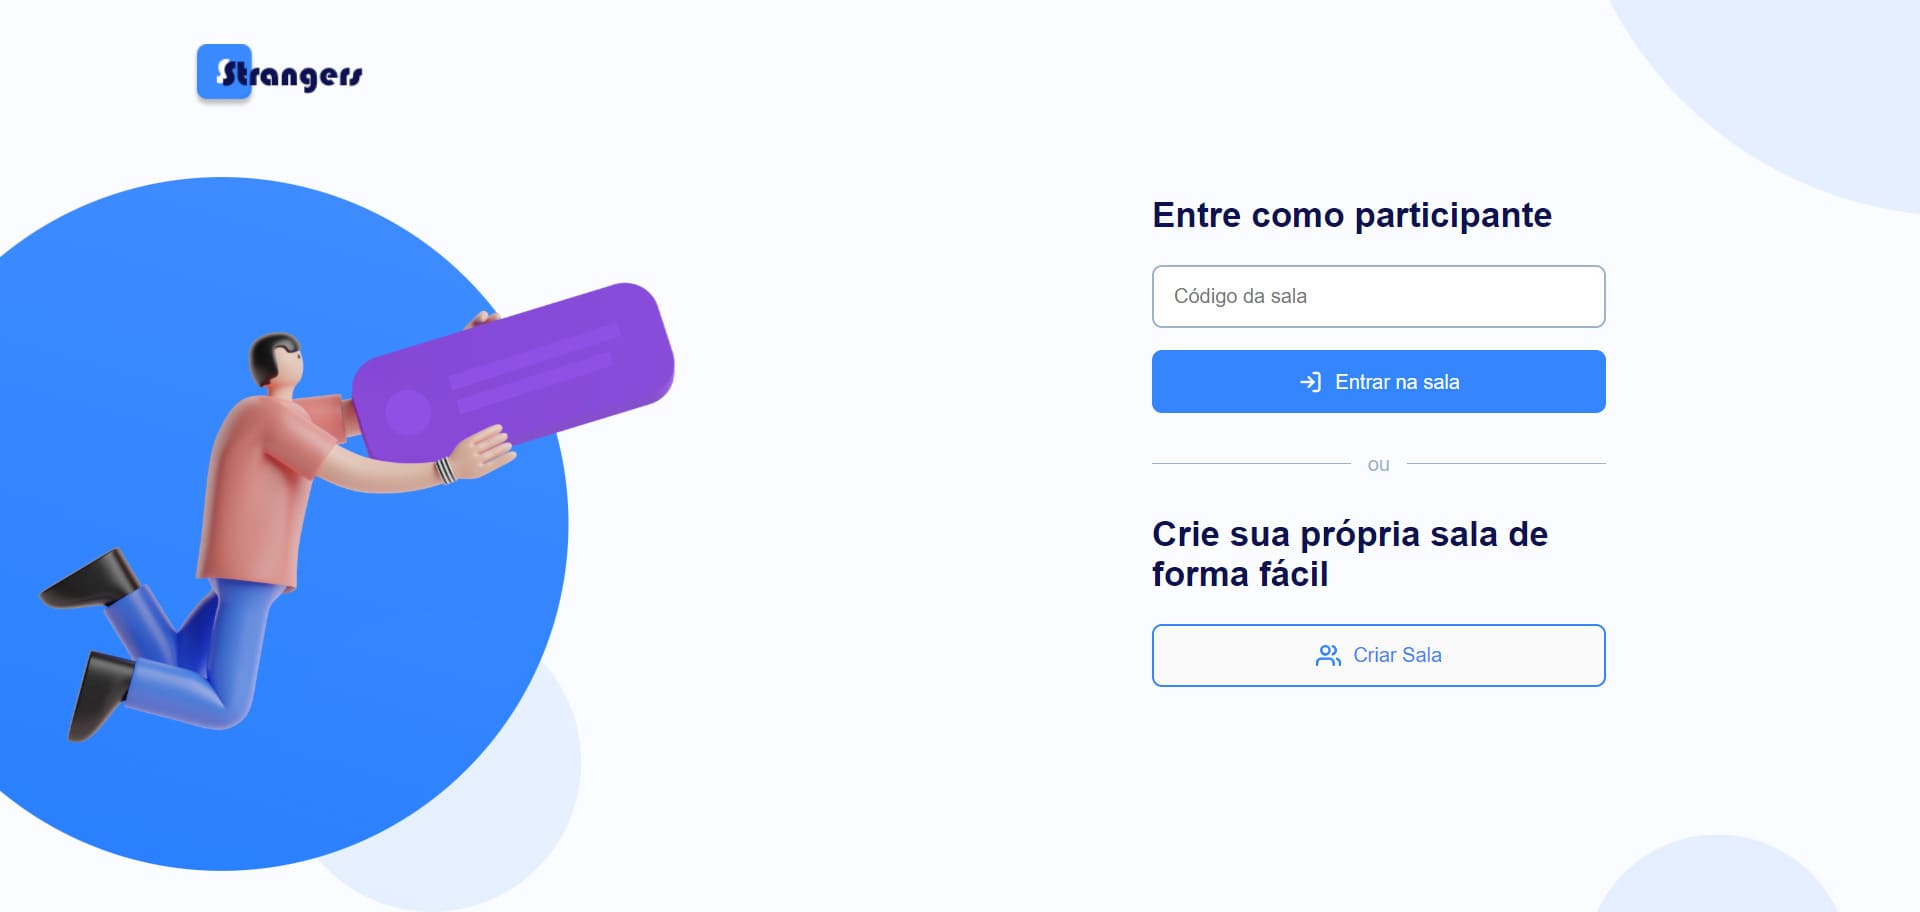 Strangers
Entre como participante
Código da sala
Entrar na sala
ou
Crie sua própria sala de
forma fácil
Criar Sala